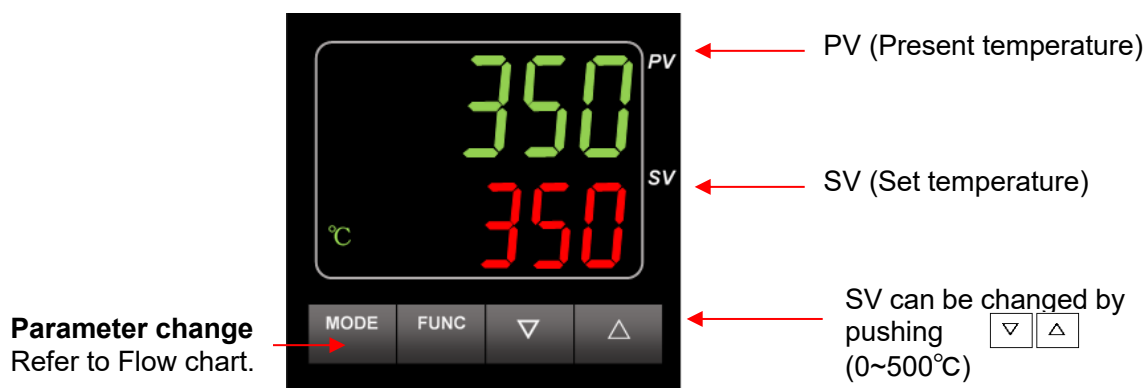 350
PV
PV (Present temperature)
SV
SV (Set temperature)
℃
350
MODE
FUNC
▽
△
SV can be changed by
pushing ▽ △
(0~500℃)
Parameter change
Refer to Flow chart.